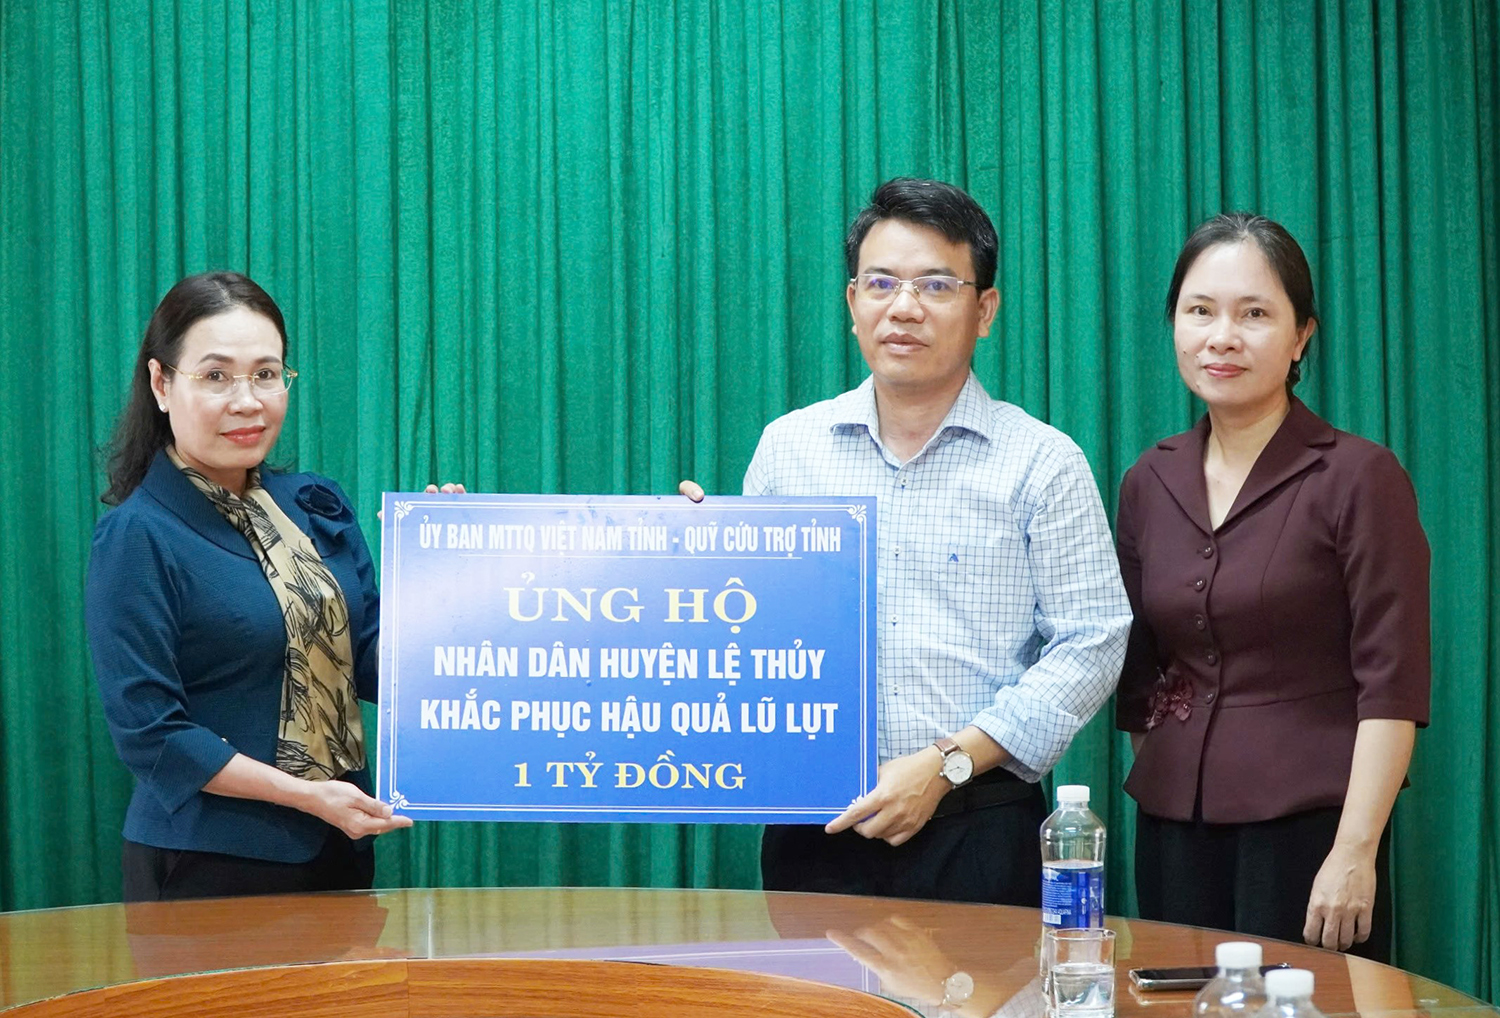 ỦY BAN MTTQ VIỆT NAM TỈNH - QUỸ CỨU TRỢ TỈNH
ỦNG HỘ
NHÂN DÂN HUYỆN LỆ THỦY
KHẮC PHỤC HẬU QUẢ LŨ LỤT
1 TỶ ĐỒNG